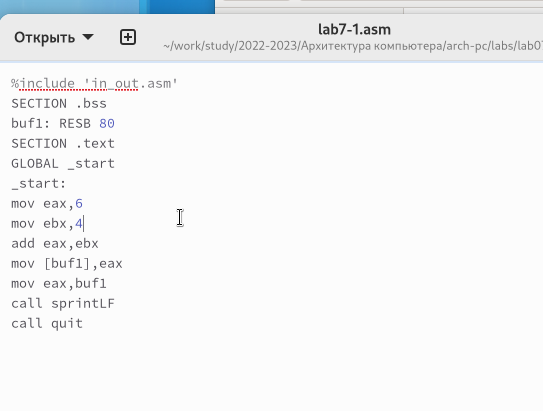 Открыть
lab7-1.asm
~/work/study/2022-2023/Архитектура компьютера/arch-pc/labs/lab07
%include 'in_out.asm'
SECTION .bss
buf1: RESB 80
SECTION .text
GLOBAL _start
_start:
mov eax,6
mov ebx,4
add eax,ebx
mov [buf1],eax
mov eax,buf1
call sprintLF
call quit